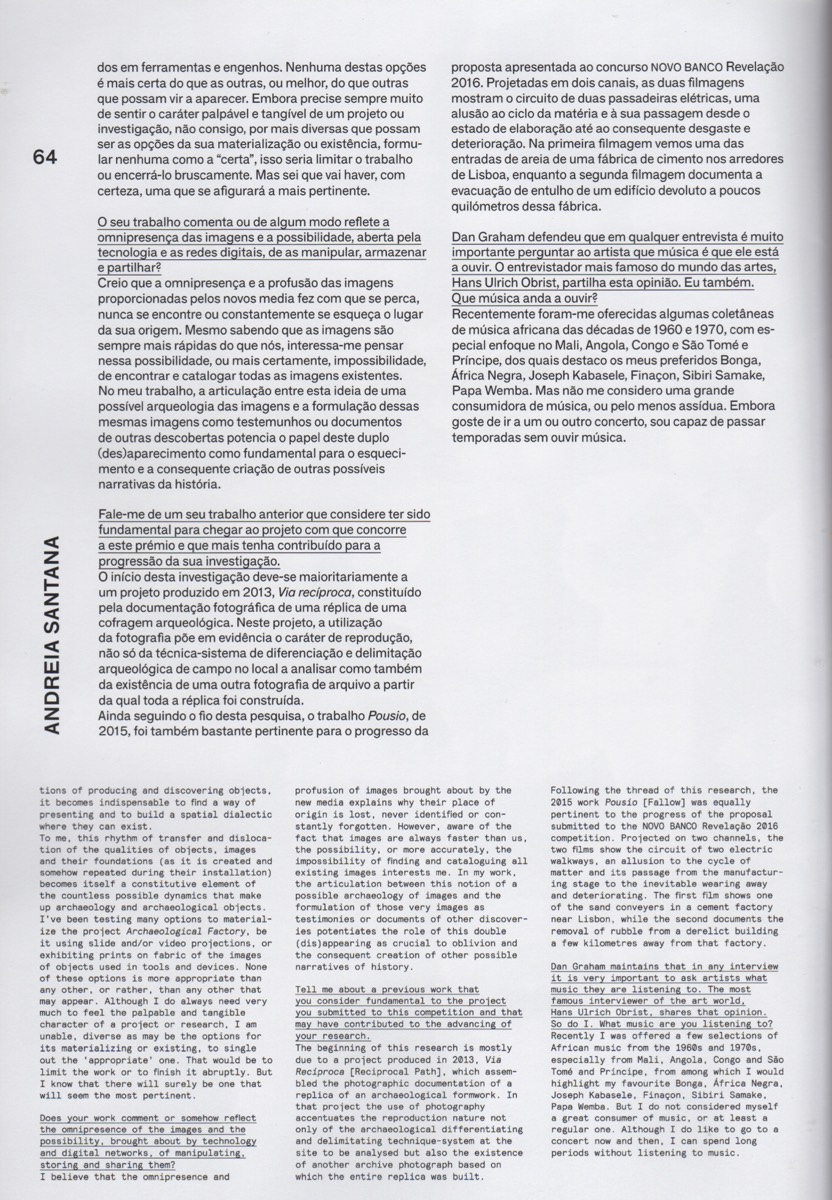 dos em ferramentas e engenhos. Nenhuma destas opções
é mais certa do que as outras, ou melhor, do que outras
que possam vir a aparecer. Embora precise sempre muito
de sentir o caráter palpável e tangível de um projeto ou
investigação, não consigo, por mais diversas que possam
ser as opções da sua materialização ou existência, formu-
lar nenhuma como a “certa”, isso seria limitar o trabalho
ou encerrá-lo bruscamente. Mas sei que vai haver, com
certeza, uma que se afigurará a mais pertinente.
O seu trabalho comenta ou de algum modo reflete a
omnipresença das imagens e a possibilidade, aberta pela
tecnologia e as redes digitais, de as manipular, armazenar
e partilhar?
Creio que a omnipresença e a profusão das imagens
proporcionadas pelos novos media fez com que se perca,
nunca se encontre ou constantemente se esqueça o lugar
da sua origem. Mesmo sabendo que as imagens são
sempre mais rápidas do que nós, interessa-me pensar
nessa possibilidade, ou mais certamente, impossibilidade,
de encontrar e catalogar todas as imagens existentes.
No meu trabalho, a articulação entre esta ideia de uma
possível arqueologia das imagens e a formulação dessas
mesmas imagens como testemunhos ou documentos
de outras descobertas potencia o papel deste duplo
(des)aparecimento como fundamental para o esqueci-
mento e a consequente criação de outras possíveis
narrativas da história.
Fale-me de um seu trabalho anterior que considere ter sido
fundamental para chegar ao projeto com que concorre
a este prémio e que mais tenha contribuído para a
progressão da sua investigação.
O início desta investigação deve-se maioritariamente a
um projeto produzido em 2013, Via recíproca, constituído
pela documentação fotográfica de uma réplica de uma
cofragem arqueológica. Neste projeto, a utilização
da fotografia põe em evidência o caráter de reprodução,
não só da técnica-sistema de diferenciação e delimitação
arqueológica de campo no local a analisar como também
da existência de uma outra fotografia de arquivo a partir
da qual toda a réplica foi construída.
Ainda seguindo o fio desta pesquisa, o trabalho Pousio, de
2015, foi também bastante pertinente para o progresso da
proposta apresentada ao concurso NOVO BANCO Revelação
2016. Projetadas em dois canais, as duas filmagens
mostram o circuito de duas passadeiras elétricas, uma
alusão ao ciclo da matéria e à sua passagem desde o
estado de elaboração até ao consequente desgaste e
deterioração. Na primeira filmagem vemos uma das
entradas de areia de uma fábrica de cimento nos arredores
de Lisboa, enquanto a segunda filmagem documenta a
evacuação de entulho de um edifício devoluto a poucos
quilómetros dessa fábrica.
Dan Graham defendeu que em qualquer entrevista é muito
importante perguntar ao artista que música é que ele está
a ouvir. O entrevistador mais famoso do mundo das artes,
Hans Ulrich Obrist, partilha esta opinião. Eu também.
Que música anda a ouvir?
Recentemente foram-me oferecidas algumas coletâneas
de música africana das décadas de 1960 e 1970, com es-
pecial enfoque no Mali, Angola, Congo e São Tomé e
Príncipe, dos quais destaco os meus preferidos Bonga,
África Negra, Joseph Kabasele, Finaçon, Sibiri Samake,
Papa Wemba. Mas não me considero uma grande
consumidora de música, ou pelo menos assídua. Embora
goste de ir a um ou outro concerto, sou capaz de passar
temporadas sem ouvir música.
64
ANDREIA SANTANA
tions of producing and discovering objects,
it becomes indispensable to find a way of
presenting and to build a spatial dialectic
where they can exist.
To me, this rhythm of transfer and disloca-
tion of the qualities of objects, images
and their foundations (as it is created and
somehow repeated during their installation)
becomes itself a constitutive element of
the countless possible dynamics that make
up archaeology and archaeological objects.
I've been testing many options to material-
ize the project Archaeological Factory, be
it using slide and/or video projections, or
exhibiting prints on fabric of the images
of objects used in tools and devices. None
of these options is more appropriate than
any other, or rather, than any other that
may appear. Although I do always need very
much to feel the palpable and tangible
character of a project or research, I am
unable, diverse as may be the options for
its materializing or existing, to single
out the 'appropriate' one. That would be to
limit the work or to finish it abruptly. But
I know that there will surely be one that
will seem the most pertinent.
Does your work comment or somehow reflect
the omnipresence of the images and the
possibility, brought about by technology
and digital networks, of manipulating,
storing and sharing them?
I believe that the omnipresence and
profusion of images brought about by the
new media explains why their place of
origin is lost, never identified or con-
stantly forgotten. However, aware of the
fact that images are always faster than us,
the possibility, or more accurately, the
impossibility of finding and cataloguing all
existing images interests me. In my work,
the articulation between this notion of a
possible archaeology of images and the
formulation of those very images as
testimonies or documents of other discover-
ies potentiates the role of this double
(dis)appearing as crucial to oblivion and
the consequent creation of other possible
narratives of history.
Tell me about a previous work that
you consider fundamental to the project
you submitted to this competition and that
may have contributed to the advancing of
your research.
The beginning of this research is mostly
due to a project produced in 2013, Via
Recíproca [Reciprocal Path], which assem-
bled the photographic documentation of a
replica of an archaeological formwork. In
that project the use of photography
accentuates the reproduction nature not
only of the archaeological differentiating
and delimitating technique-system at the
site to be analysed but also the existence
of another archive photograph based on
which the entire replica was built.
Following the thread of this research, the
2015 work Pousio [Fallow] was equally
pertinent to the progress of the proposal
submitted to the NOVO BANCO Revelação 2016
competition. Projected on two channels, the
two films show the circuit of two electric
walkways, an allusion to the cycle of
matter and its passage from the manufactur-
ing stage to the inevitable wearing away
and deteriorating. The first film shows one
of the sand conveyers in a cement factory
near Lisbon, while the second documents the
removal of rubble from a derelict building
a few kilometres away from that factory.
Dan Graham maintains that in any interview
it is very important to ask artists what
music they are listening to. The most
famous interviewer of the art world,
Hans Ulrich Obrist, shares that opinion.
So do I. What music are you listening to?
Recently I was offered a few selections of
African music from the 1960s and 1970s,
especially from Mali, Angola, Congo and São
Tomé and Príncipe, from among which I would
highlight my favourite Bonga, África Negra,
Joseph Kabasele, Finaçon, Sibiri Samake,
Papa Wemba. But I do not considered myself
a great consumer of music, or at least a
regular one. Although I do like to go to a
concert now and then, I can spend long
periods without listening to music.